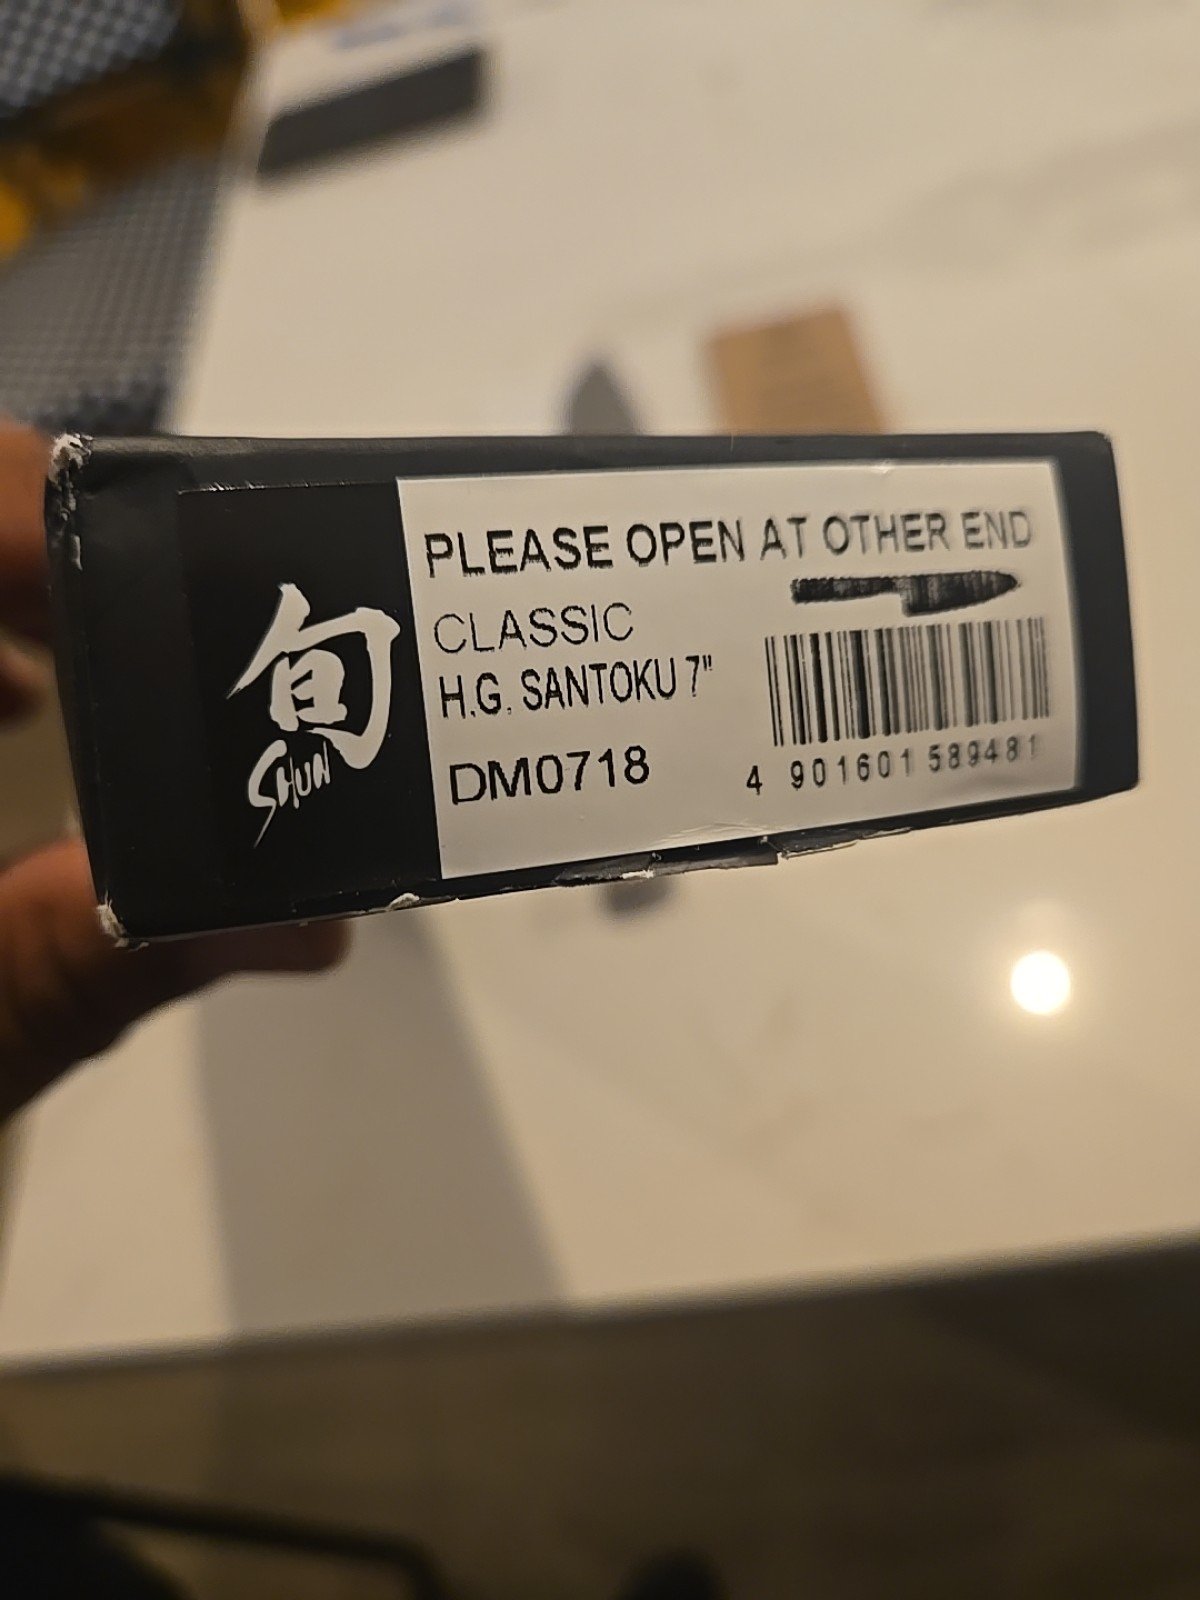 旬
SHUN
PLEASE OPEN AT OTHER END
CLASSIC
H.G. SANTOKU 7"
DM0718
4 901601 589481